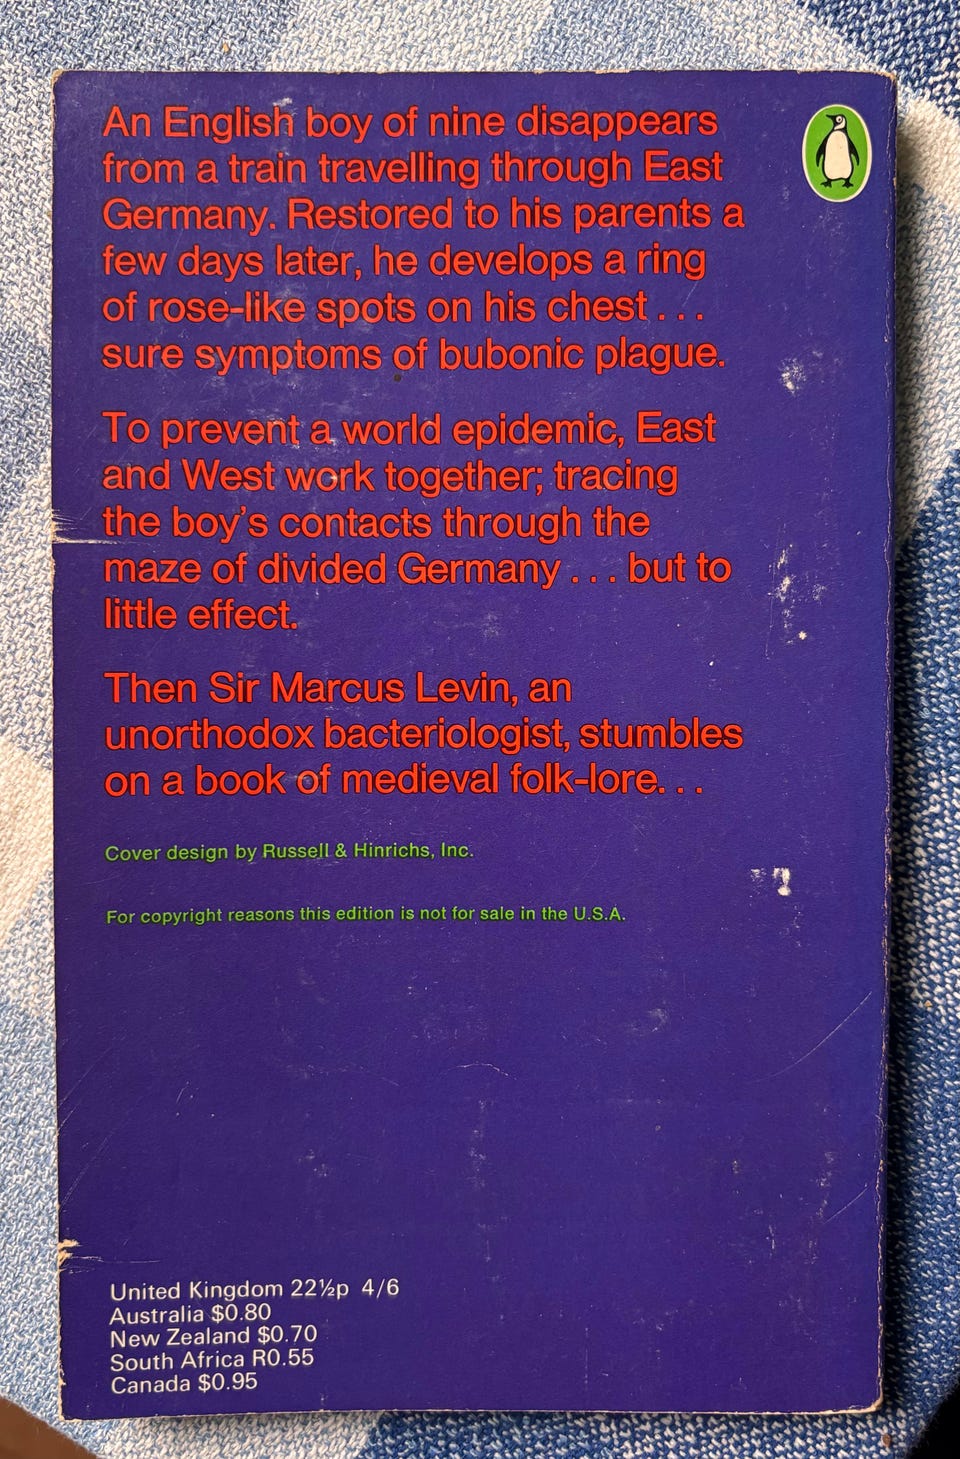 An English boy of nine disappears
from a train travelling through East
Germany. Restored to his parents a
few days later, he develops a ring
of rose-like spots on his chest . . .
sure symptoms of bubonic plague.
To prevent a world epidemic, East
and West work together; tracing
the boy's contacts through the
maze of divided Germany . . . but to
little effect.
Then Sir Marcus Levin, an
unorthodox bacteriologist, stumbles
on a book of medieval folk-lore. . .
Cover design by Russell & Hinrichs, Inc.
For copyright reasons this edition is not for sale in the U.S.A.
United Kingdom 22½p 4/6
Australia $0.80
New Zealand $0.70
South Africa R0.55
Canada $0.95